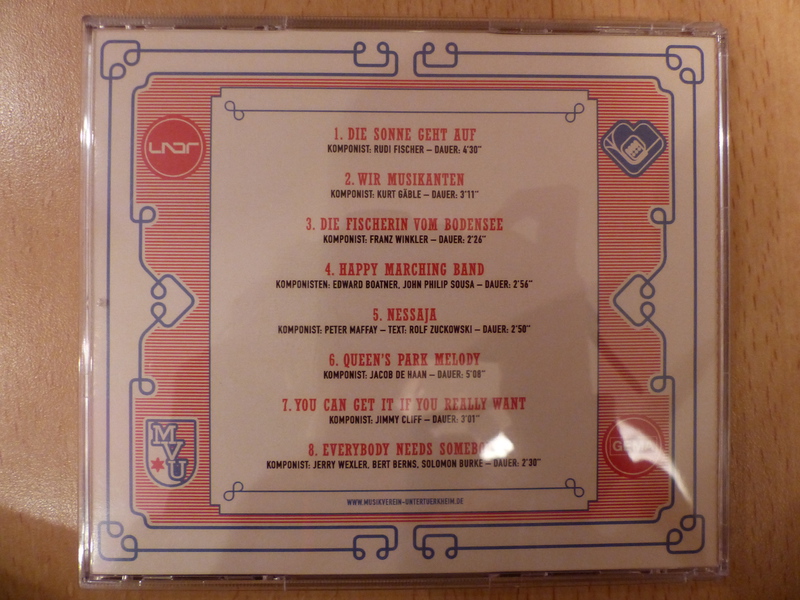 1. DIE SONNE GEHT AUF
KOMPONIST: RUDI FISCHER – DAUER: 4'30"
2. WIR MUSIKANTEN
KOMPONIST: KURT GÄBLE – DAUER: 3'11"
3. DIE FISCHERIN VOM BODENSEE
KOMPONIST: FRANZ WINKLER – DAUER: 2'26"
4. HAPPY MARCHING BAND
KOMPONISTEN: EDWARD BOATNER, JOHN PHILIP SOUSA – DAUER: 2'56"
5. NESSAJA
KOMPONIST: PETER MAFFAY – TEXT: ROLF ZUCKOWSKI – DAUER: 2'50"
6. QUEEN'S PARK MELODY
KOMPONIST: JACOB DE HAAN – DAUER: 5'08"
7. YOU CAN GET IT IF YOU REALLY WANT
KOMPONIST: JIMMY CLIFF – DAUER: 3'01"
8. EVERYBODY NEEDS
KOMPONIST: JERRY WEXLER, BERT BERNS, SOLOMON BURKE – DAUER: 2'30"
WWW.MUSIKVEREIN-UNTERTUERKHEIM.DE
MVU